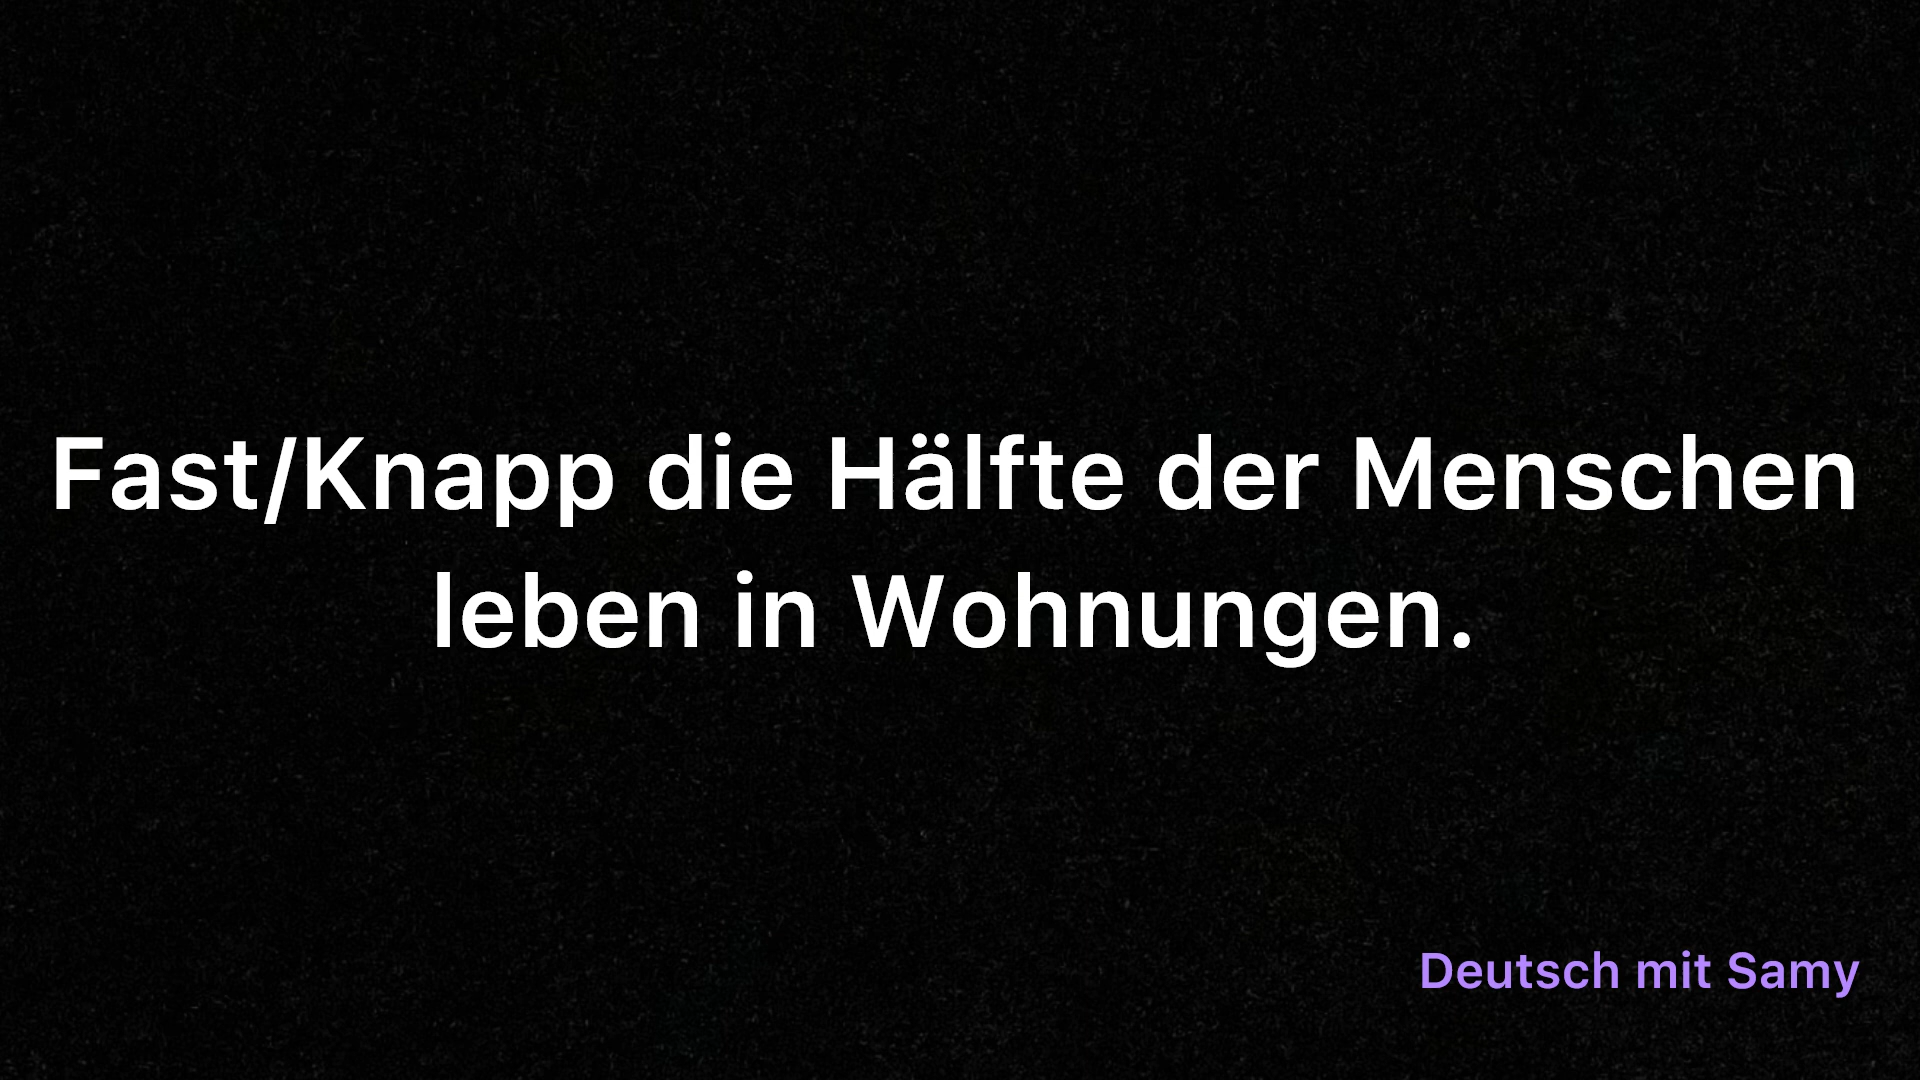 Fast/Knapp die Hälfte der Menschen
leben in Wohnungen.
Deutsch mit Samy